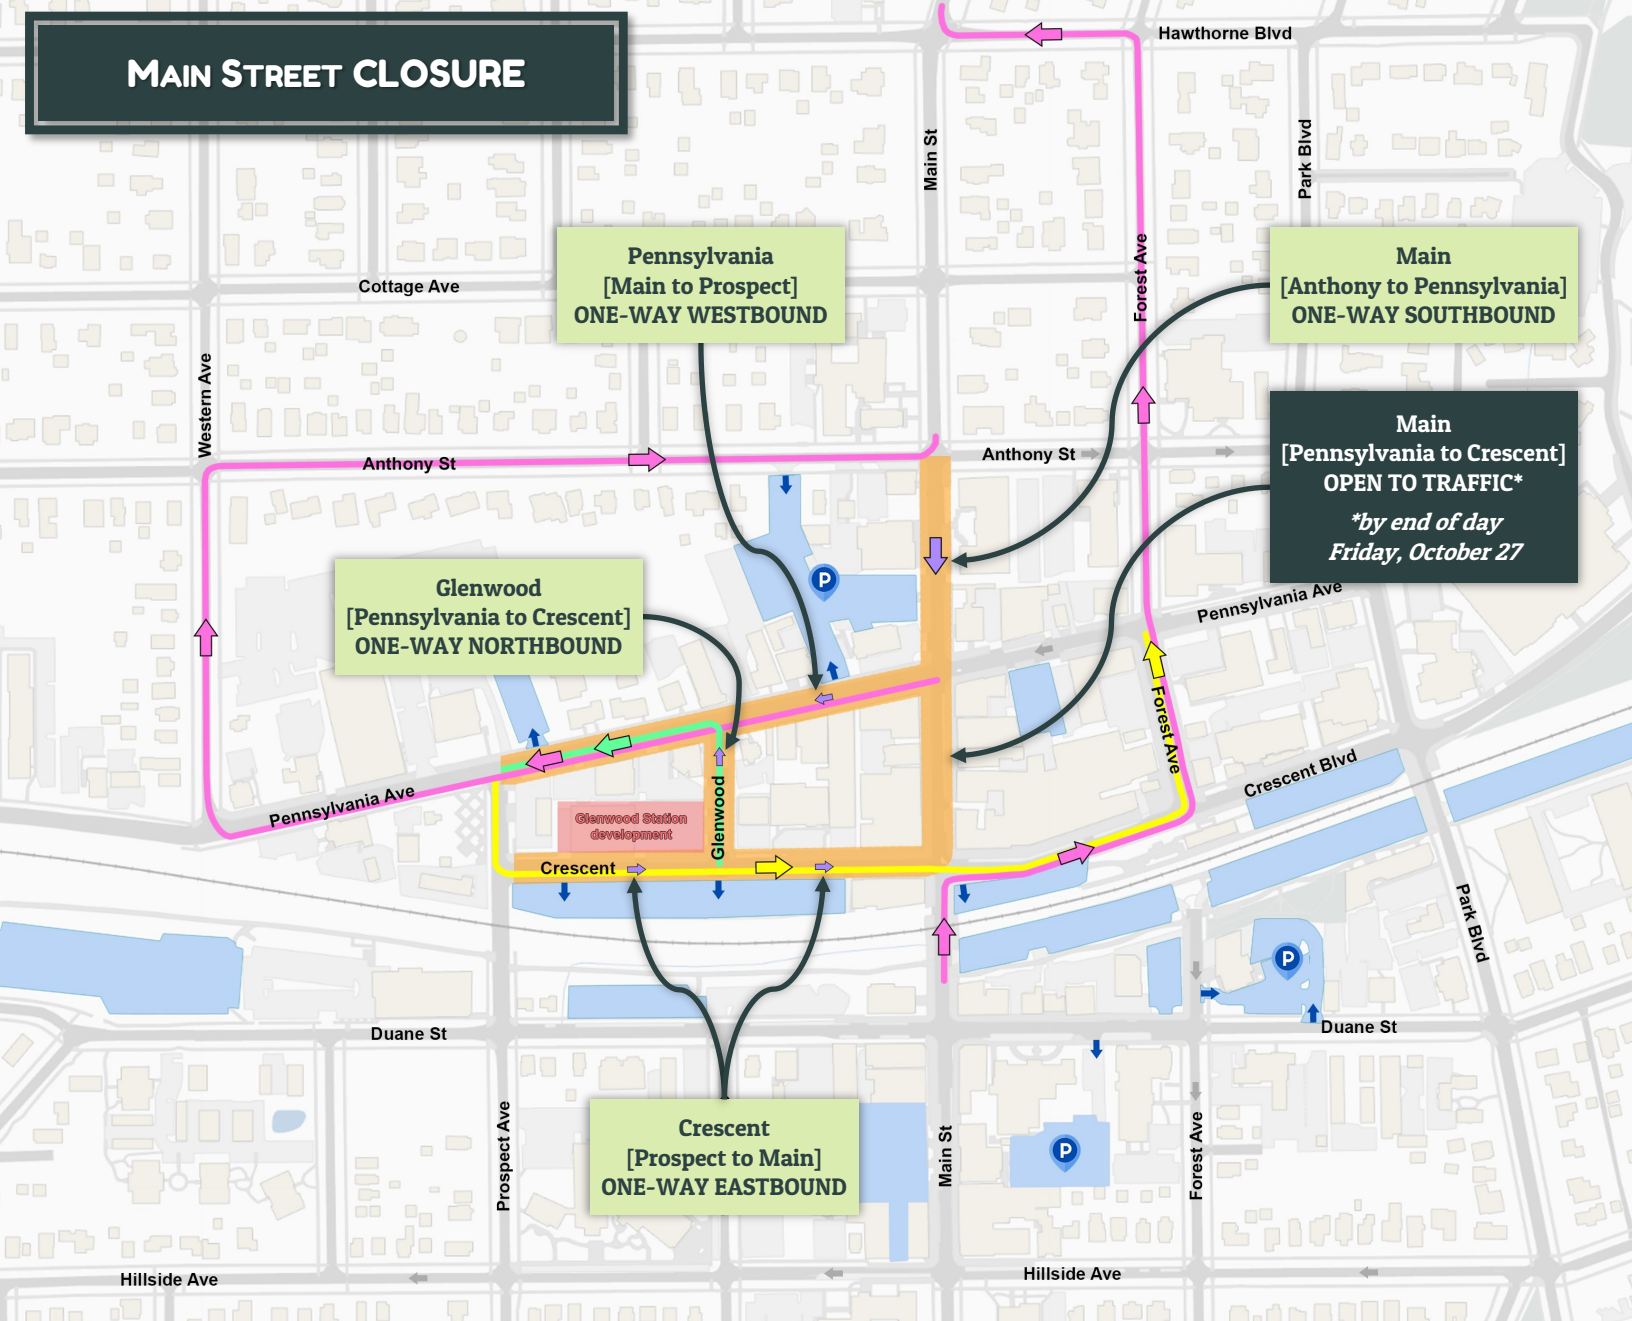 MAIN STREET CLOSURE
Hawthorne Blvd
Main St
Park Blvd
Forest Ave
Pennsylvania
[Main to Prospect]
ONE-WAY WESTBOUND
Main
[Anthony to Pennsylvania]
ONE-WAY SOUTHBOUND
Cottage Ave
Western Ave
Main
[Pennsylvania to Crescent]
OPEN TO TRAFFIC*
*by end of day
Friday, October 27
Anthony St
Anthony St
Glenwood
[Pennsylvania to Crescent]
ONE-WAY NORTHBOUND
P
Pennsylvania Ave
Forest Ave
Crescent Blvd
Pennsylvania Ave
Glenwood Station
development
Glenwood
Crescent
Park Blvd
P
Duane St
Duane St
Prospect Ave
Crescent
[Prospect to Main]
ONE-WAY EASTBOUND
Main St
P
Forest Ave
Hillside Ave
Hillside Ave